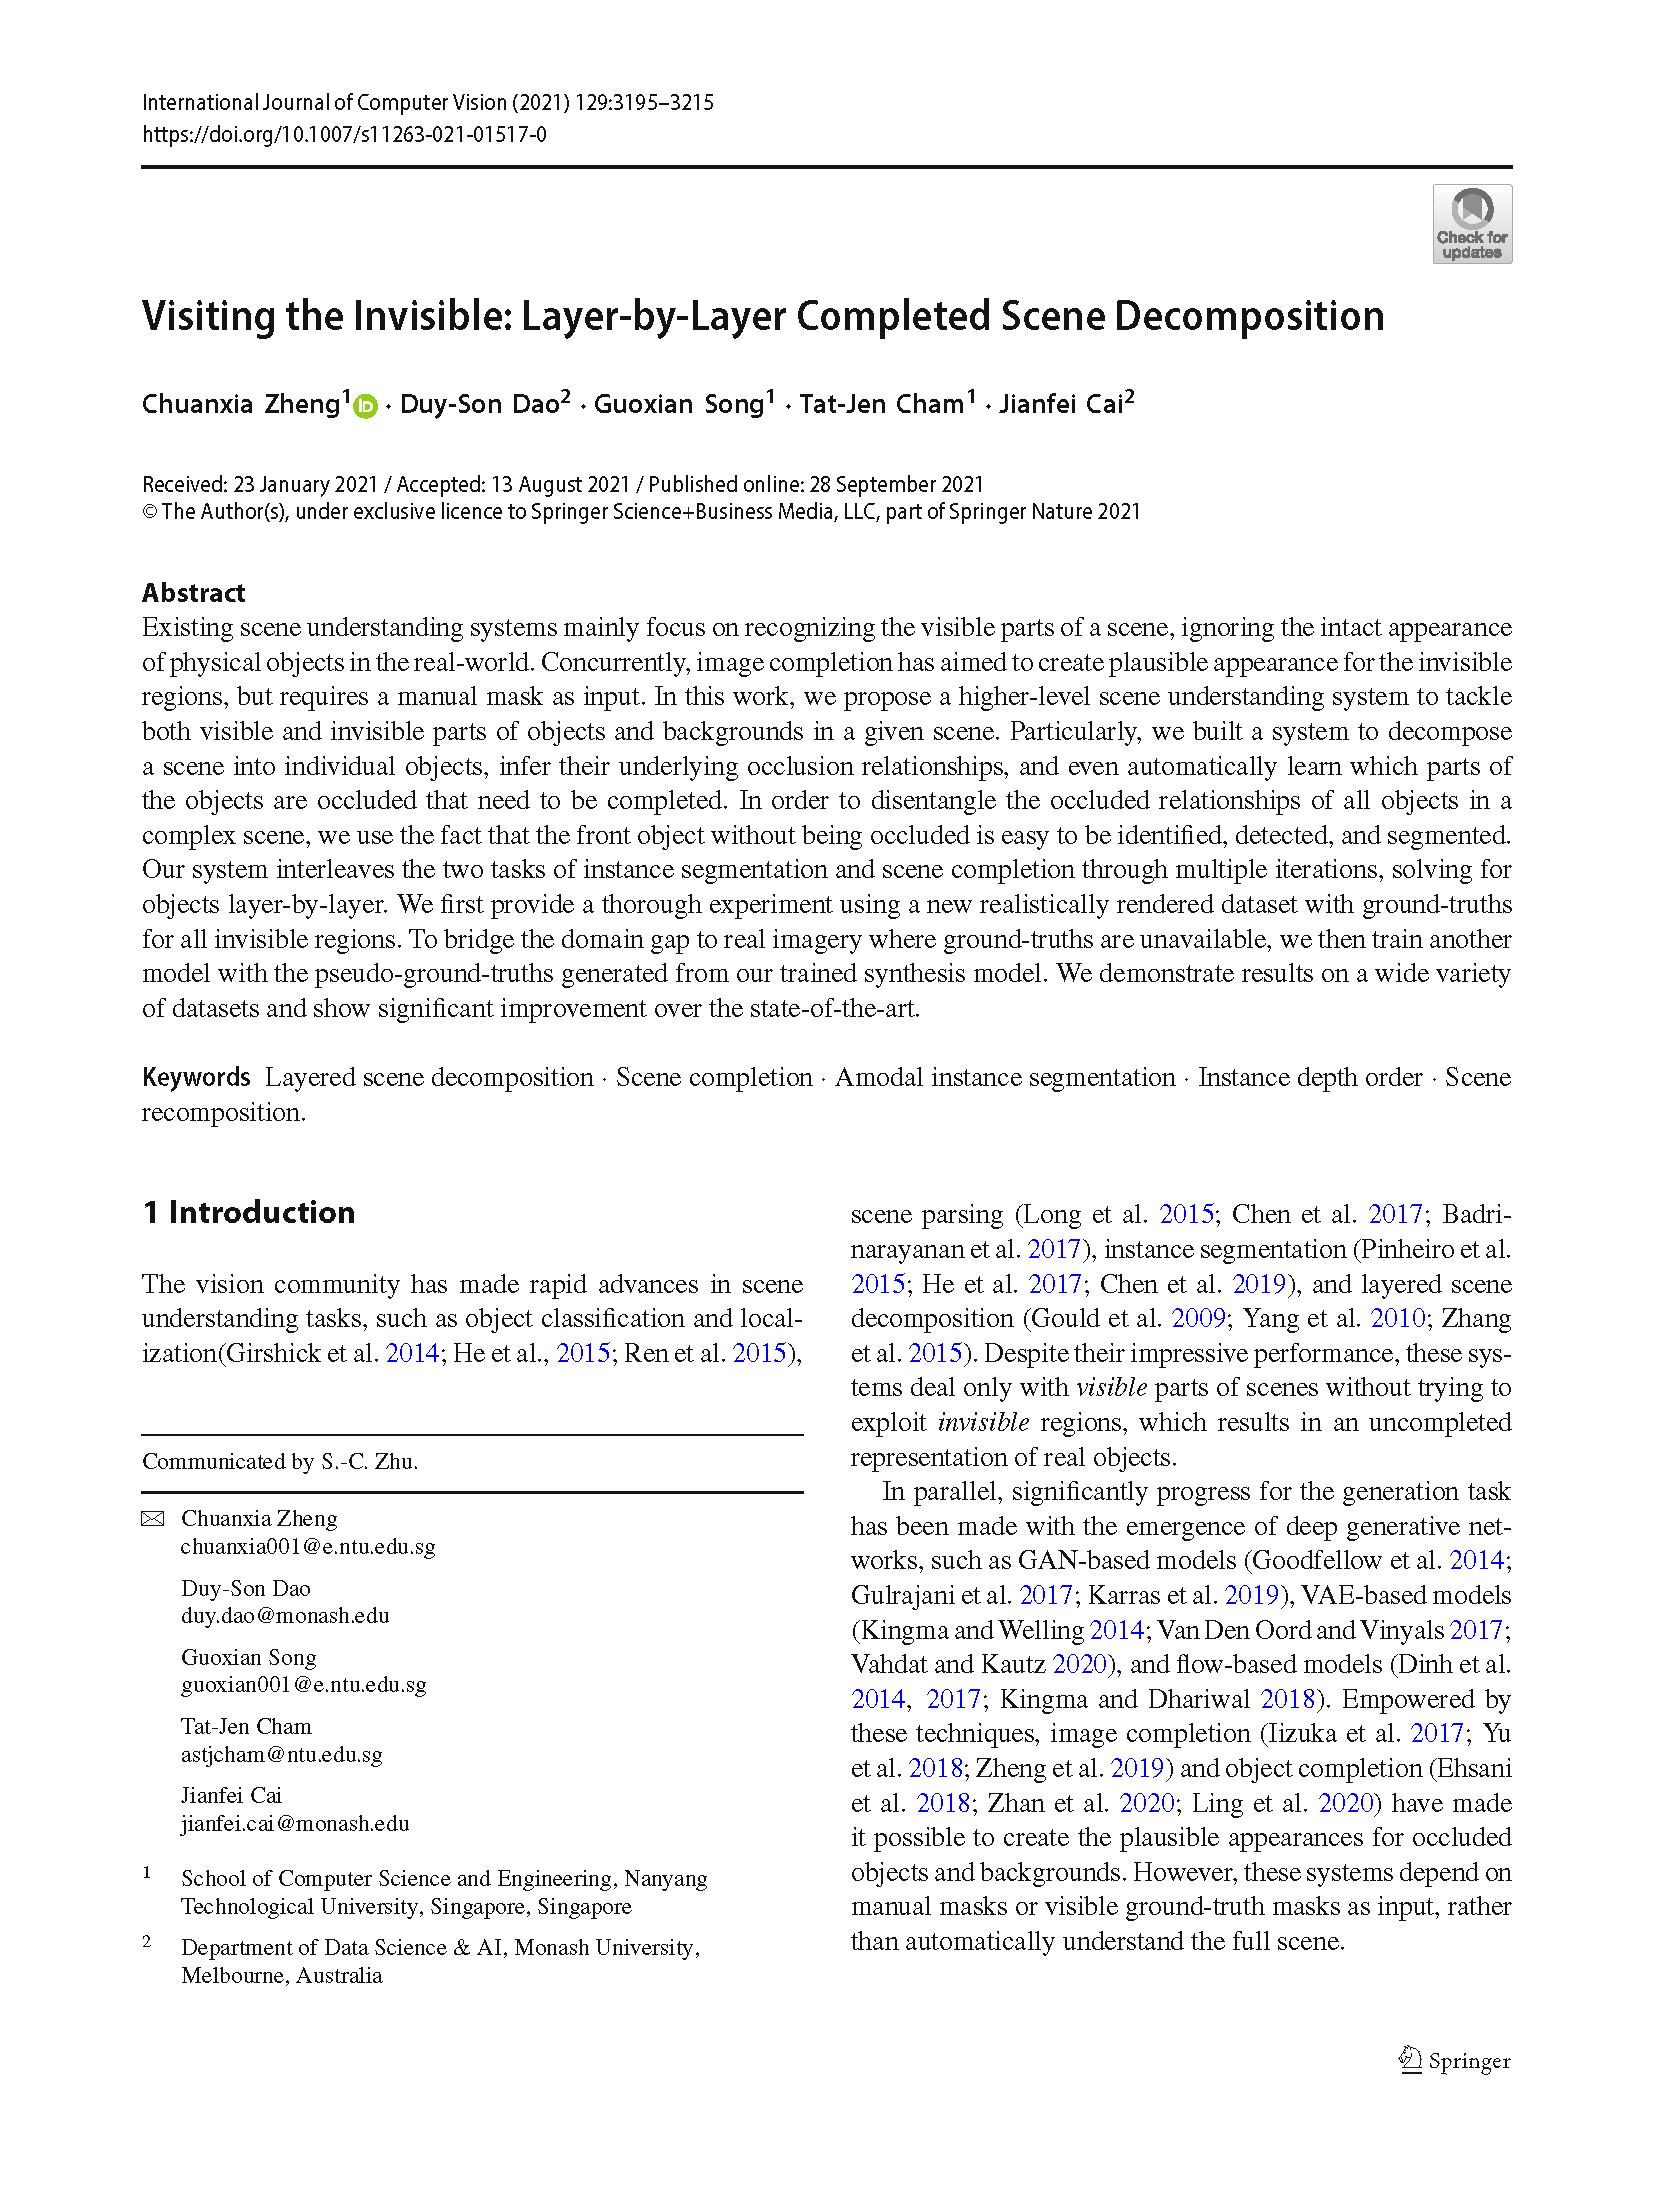 International Journal of Computer Vision (2021) 129:3195–3215
https://doi.org/10.1007/s11263-021-01517-0
Check for
updates
Visiting the Invisible: Layer-by-Layer Completed Scene Decomposition
Chuanxia Zheng1 iD · Duy-Son Dao2 · Guoxian Song1 · Tat-Jen Cham1 · Jianfei Cai2
Received: 23 January 2021 / Accepted: 13 August 2021 / Published online: 28 September 2021
© The Author(s), under exclusive licence to Springer Science+Business Media, LLC, part of Springer Nature 2021
Abstract
Existing scene understanding systems mainly focus on recognizing the visible parts of a scene, ignoring the intact appearance
of physical objects in the real-world. Concurrently, image completion has aimed to create plausible appearance for the invisible
regions, but requires a manual mask as input. In this work, we propose a higher-level scene understanding system to tackle
both visible and invisible parts of objects and backgrounds in a given scene. Particularly, we built a system to decompose
a scene into individual objects, infer their underlying occlusion relationships, and even automatically learn which parts of
the objects are occluded that need to be completed. In order to disentangle the occluded relationships of all objects in a
complex scene, we use the fact that the front object without being occluded is easy to be identified, detected, and segmented.
Our system interleaves the two tasks of instance segmentation and scene completion through multiple iterations, solving for
objects layer-by-layer. We first provide a thorough experiment using a new realistically rendered dataset with ground-truths
for all invisible regions. To bridge the domain gap to real imagery where ground-truths are unavailable, we then train another
model with the pseudo-ground-truths generated from our trained synthesis model. We demonstrate results on a wide variety
of datasets and show significant improvement over the state-of-the-art.
Keywords Layered scene decomposition · Scene completion · Amodal instance segmentation · Instance depth order · Scene
recomposition.
1 Introduction
The vision community has made rapid advances in scene
understanding tasks, such as object classification and local-
ization(Girshick et al. 2014; He et al., 2015; Ren et al. 2015),
Communicated by S.-C. Zhu.
Chuanxia Zheng
chuanxia001@e.ntu.edu.sg
Duy-Son Dao
duy.dao@monash.edu
Guoxian Song
guoxian001@e.ntu.edu.sg
Tat-Jen Cham
astjcham@ntu.edu.sg
Jianfei Cai
jianfei.cai@monash.edu
1 School of Computer Science and Engineering, Nanyang
Technological University, Singapore, Singapore
2 Department of Data Science & AI, Monash University,
Melbourne, Australia
scene parsing (Long et al. 2015; Chen et al. 2017; Badri-
narayanan et al. 2017), instance segmentation (Pinheiro et al.
2015; He et al. 2017; Chen et al. 2019), and layered scene
decomposition (Gould et al. 2009; Yang et al. 2010; Zhang
et al. 2015). Despite their impressive performance, these sys-
tems deal only with visible parts of scenes without trying to
exploit invisible regions, which results in an uncompleted
representation of real objects.
In parallel, significantly progress for the generation task
has been made with the emergence of deep generative net-
works, such as GAN-based models (Goodfellow et al. 2014;
Gulrajani et al. 2017; Karras et al. 2019), VAE-based models
(Kingma and Welling 2014; Van Den Oord and Vinyals 2017;
Vahdat and Kautz 2020), and flow-based models (Dinh et al.
2014, 2017; Kingma and Dhariwal 2018). Empowered by
these techniques, image completion (Iizuka et al. 2017; Yu
et al. 2018; Zheng et al. 2019) and object completion (Ehsani
et al. 2018; Zhan et al. 2020; Ling et al. 2020) have made
it possible to create the plausible appearances for occluded
objects and backgrounds. However, these systems depend on
manual masks or visible ground-truth masks as input, rather
than automatically understand the full scene.
Springer